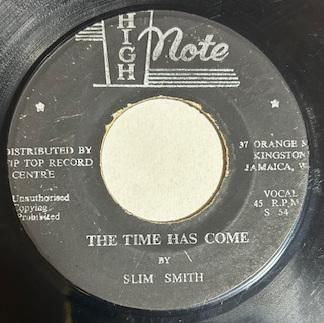 HIGH
Note
DISTRIBUTED BY
TIP TOP RECORD
CENTRE
37 ORANGE
KINGSTON
JAMAICA, W
Unauthorised
Copying
Prohibited
VOCAL
45 R.P.M.
S 54
THE TIME HAS COME
BY
SLIM SMITH